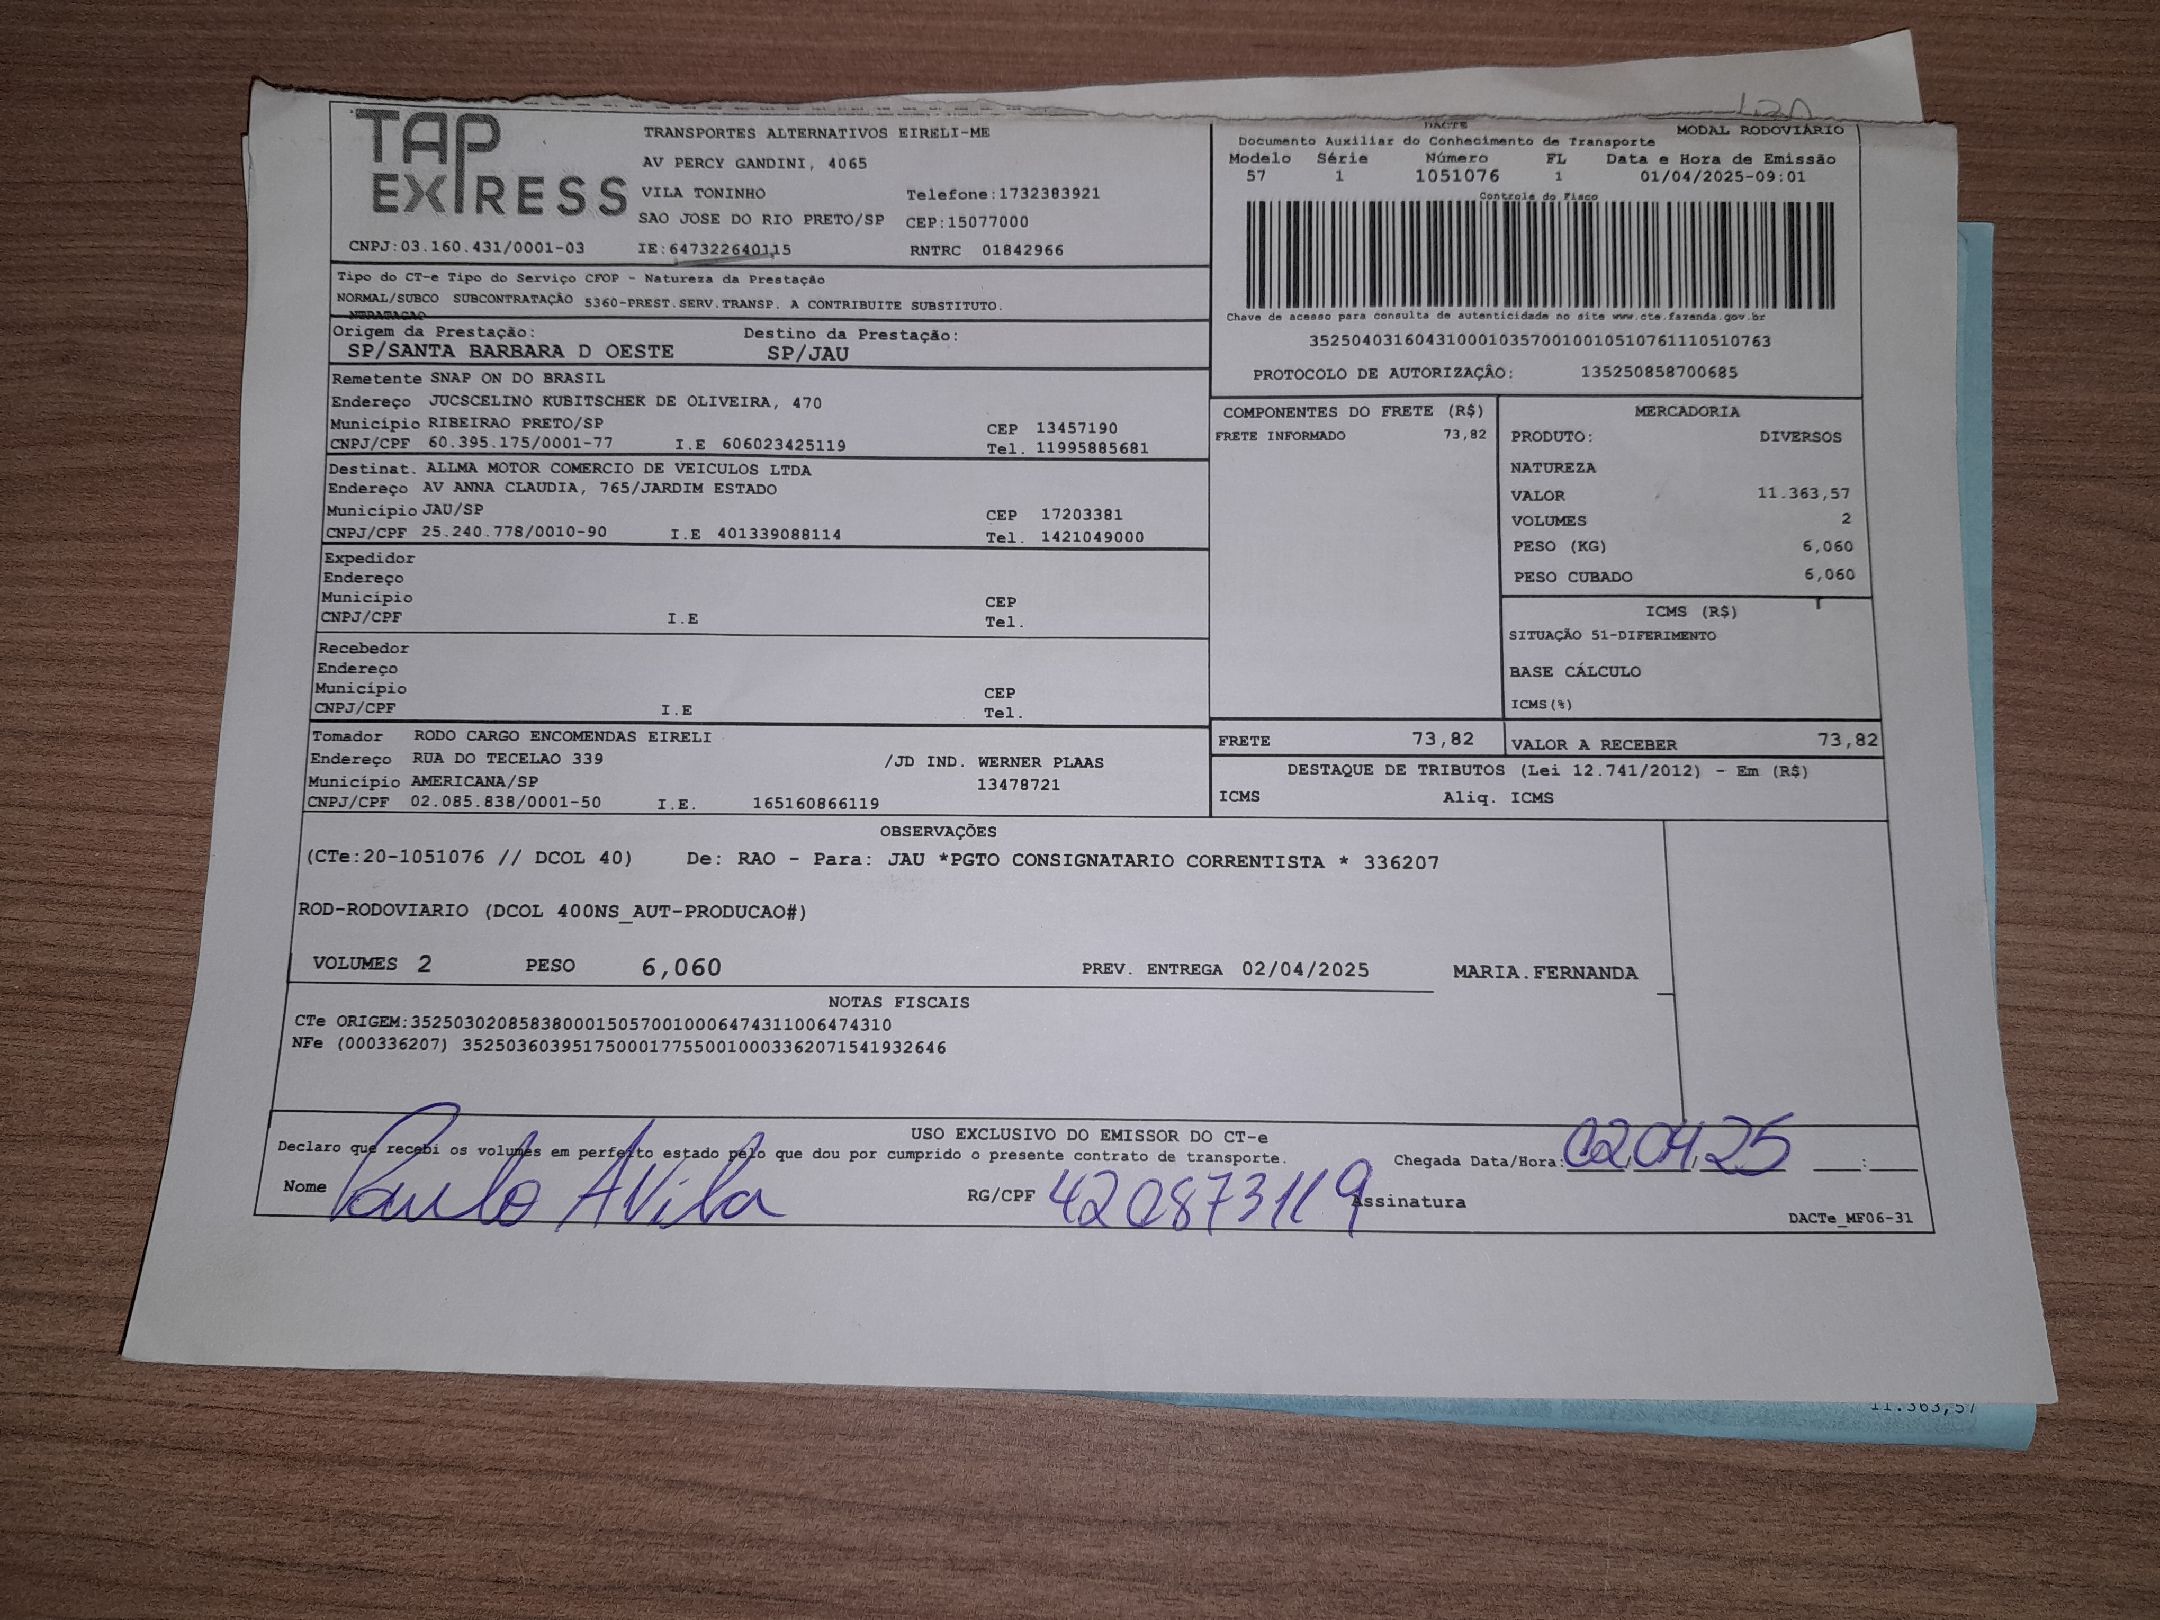 TAP EXPRESS
TRANSPORTES ALTERNATIVOS EIRELI-ME
AV PERCY GANDINI, 4065
VILA TONINHO Telefone:1732383921
SAO JOSE DO RIO PRETO/SP CEP:15077000
CNPJ:03.160.431/0001-03 IE:647322640115 RNTRC 01842966
DACTE
MODAL RODOVIÁRIO
Documento Auxiliar do Conhecimento de Transporte
Modelo Série Número FL Data e Hora de Emissão
57 1 1051076 1 01/04/2025-09:01
Controle do Fisco
Chave de acesso para consulta de autenticidade no site www.cte.fazenda.gov.br
35250403160431000103570010010510761110510763
PROTOCOLO DE AUTORIZAÇÂO: 135250858700685
Tipo do CT-e Tipo do Serviço CFOP - Natureza da Prestação
NORMAL/SUBCO SUBCONTRATAÇÃO 5360-PREST.SERV.TRANSP. A CONTRIBUITE SUBSTITUTO.
NTRATACAO
Origem da Prestação: Destino da Prestação:
SP/SANTA BARBARA D OESTE SP/JAU
Remetente SNAP ON DO BRASIL
Endereço JUCSCELINO KUBITSCHEK DE OLIVEIRA, 470
Município RIBEIRAO PRETO/SP CEP 13457190
CNPJ/CPF 60.395.175/0001-77 I.E 606023425119 Tel. 11995885681
Destinat. ALLMA MOTOR COMERCIO DE VEICULOS LTDA
Endereço AV ANNA CLAUDIA, 765/JARDIM ESTADO
Município JAU/SP CEP 17203381
CNPJ/CPF 25.240.778/0010-90 I.E 401339088114 Tel. 1421049000
Expedidor
Endereço
Município CEP
CNPJ/CPF I.E Tel.
Recebedor
Endereço
Município CEP
CNPJ/CPF I.E Tel.
Tomador RODO CARGO ENCOMENDAS EIRELI
Endereço RUA DO TECELAO 339 /JD IND. WERNER PLAAS
Município AMERICANA/SP 13478721
CNPJ/CPF 02.085.838/0001-50 I.E. 165160866119
COMPONENTES DO FRETE (R$)
FRETE INFORMADO 73,82
MERCADORIA
PRODUTO: DIVERSOS
NATUREZA
VALOR 11.363,57
VOLUMES 2
PESO (KG) 6,060
PESO CUBADO 6,060
ICMS (R$)
SITUAÇÃO 51-DIFERIMENTO
BASE CÁLCULO
ICMS(%)
FRETE 73,82 VALOR A RECEBER 73,82
DESTAQUE DE TRIBUTOS (Lei 12.741/2012) - Em (R$)
ICMS Aliq. ICMS
OBSERVAÇÕES
(CTe:20-1051076 // DCOL 40) De: RAO - Para: JAU *PGTO CONSIGNATARIO CORRENTISTA * 336207
ROD-RODOVIARIO (DCOL 400NS_AUT-PRODUCAO#)
VOLUMES 2 PESO 6,060 PREV. ENTREGA 02/04/2025 MARIA.FERNANDA
NOTAS FISCAIS
CTe ORIGEM:35250302085838000150570010006474311006474310
NFe (000336207) 35250360395175000177550010003362071541932646
USO EXCLUSIVO DO EMISSOR DO CT-e
Declaro que recebi os volumes em perfeito estado pelo que dou por cumprido o presente contrato de transporte.
Chegada Data/Hora: 02 04 25 ___:___
Nome Paulo Avila RG/CPF 420873119 Assinatura
DACTe_MF06-31
11.363,57